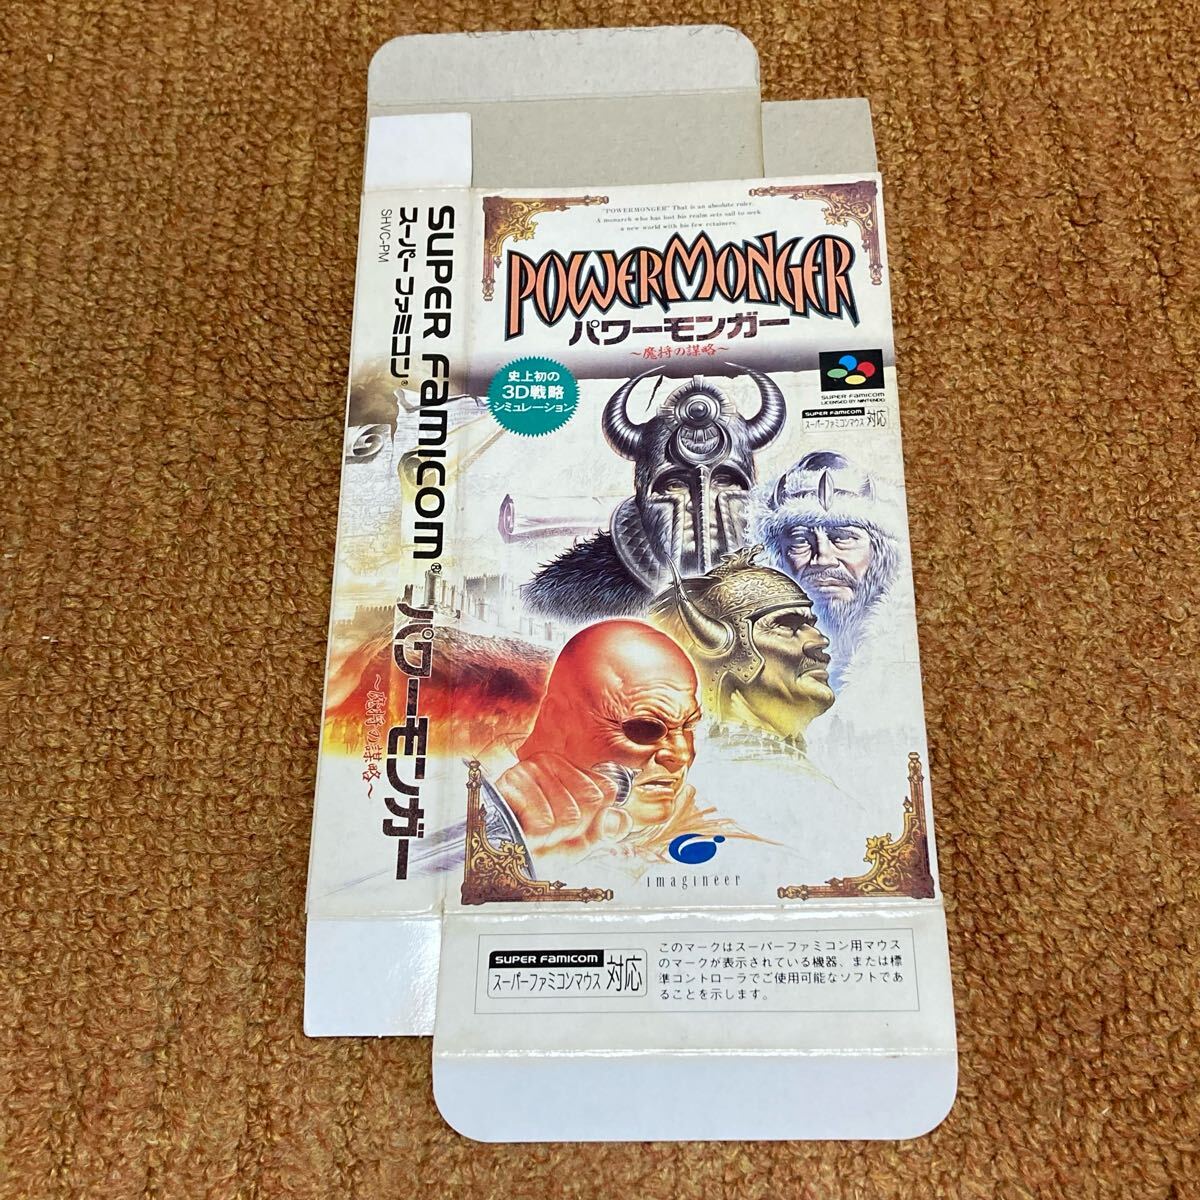 "POWERMONGER" That is an absolute ruler.
A monarch who has lost his realm sets sail to seek
a new world with his few retainers.
POWERMONGER
パワーモンガー
～魔将の謀略～
史上初の
3D戦略
シミュレーション
SUPER FAMICOM
LICENSED BY NINTENDO
SUPER FAMICOM
スーパーファミコンマウス 対応
imagineer
SUPER FAMICOM® パワーモンガー
～魔将の謀略～
スーパーファミコン®
SHVC-PM
SUPER FAMICOM
スーパーファミコンマウス 対応
このマークはスーパーファミコン用マウス
のマークが表示されている機器、または標
準コントローラでご使用可能なソフトであ
ることを示します。